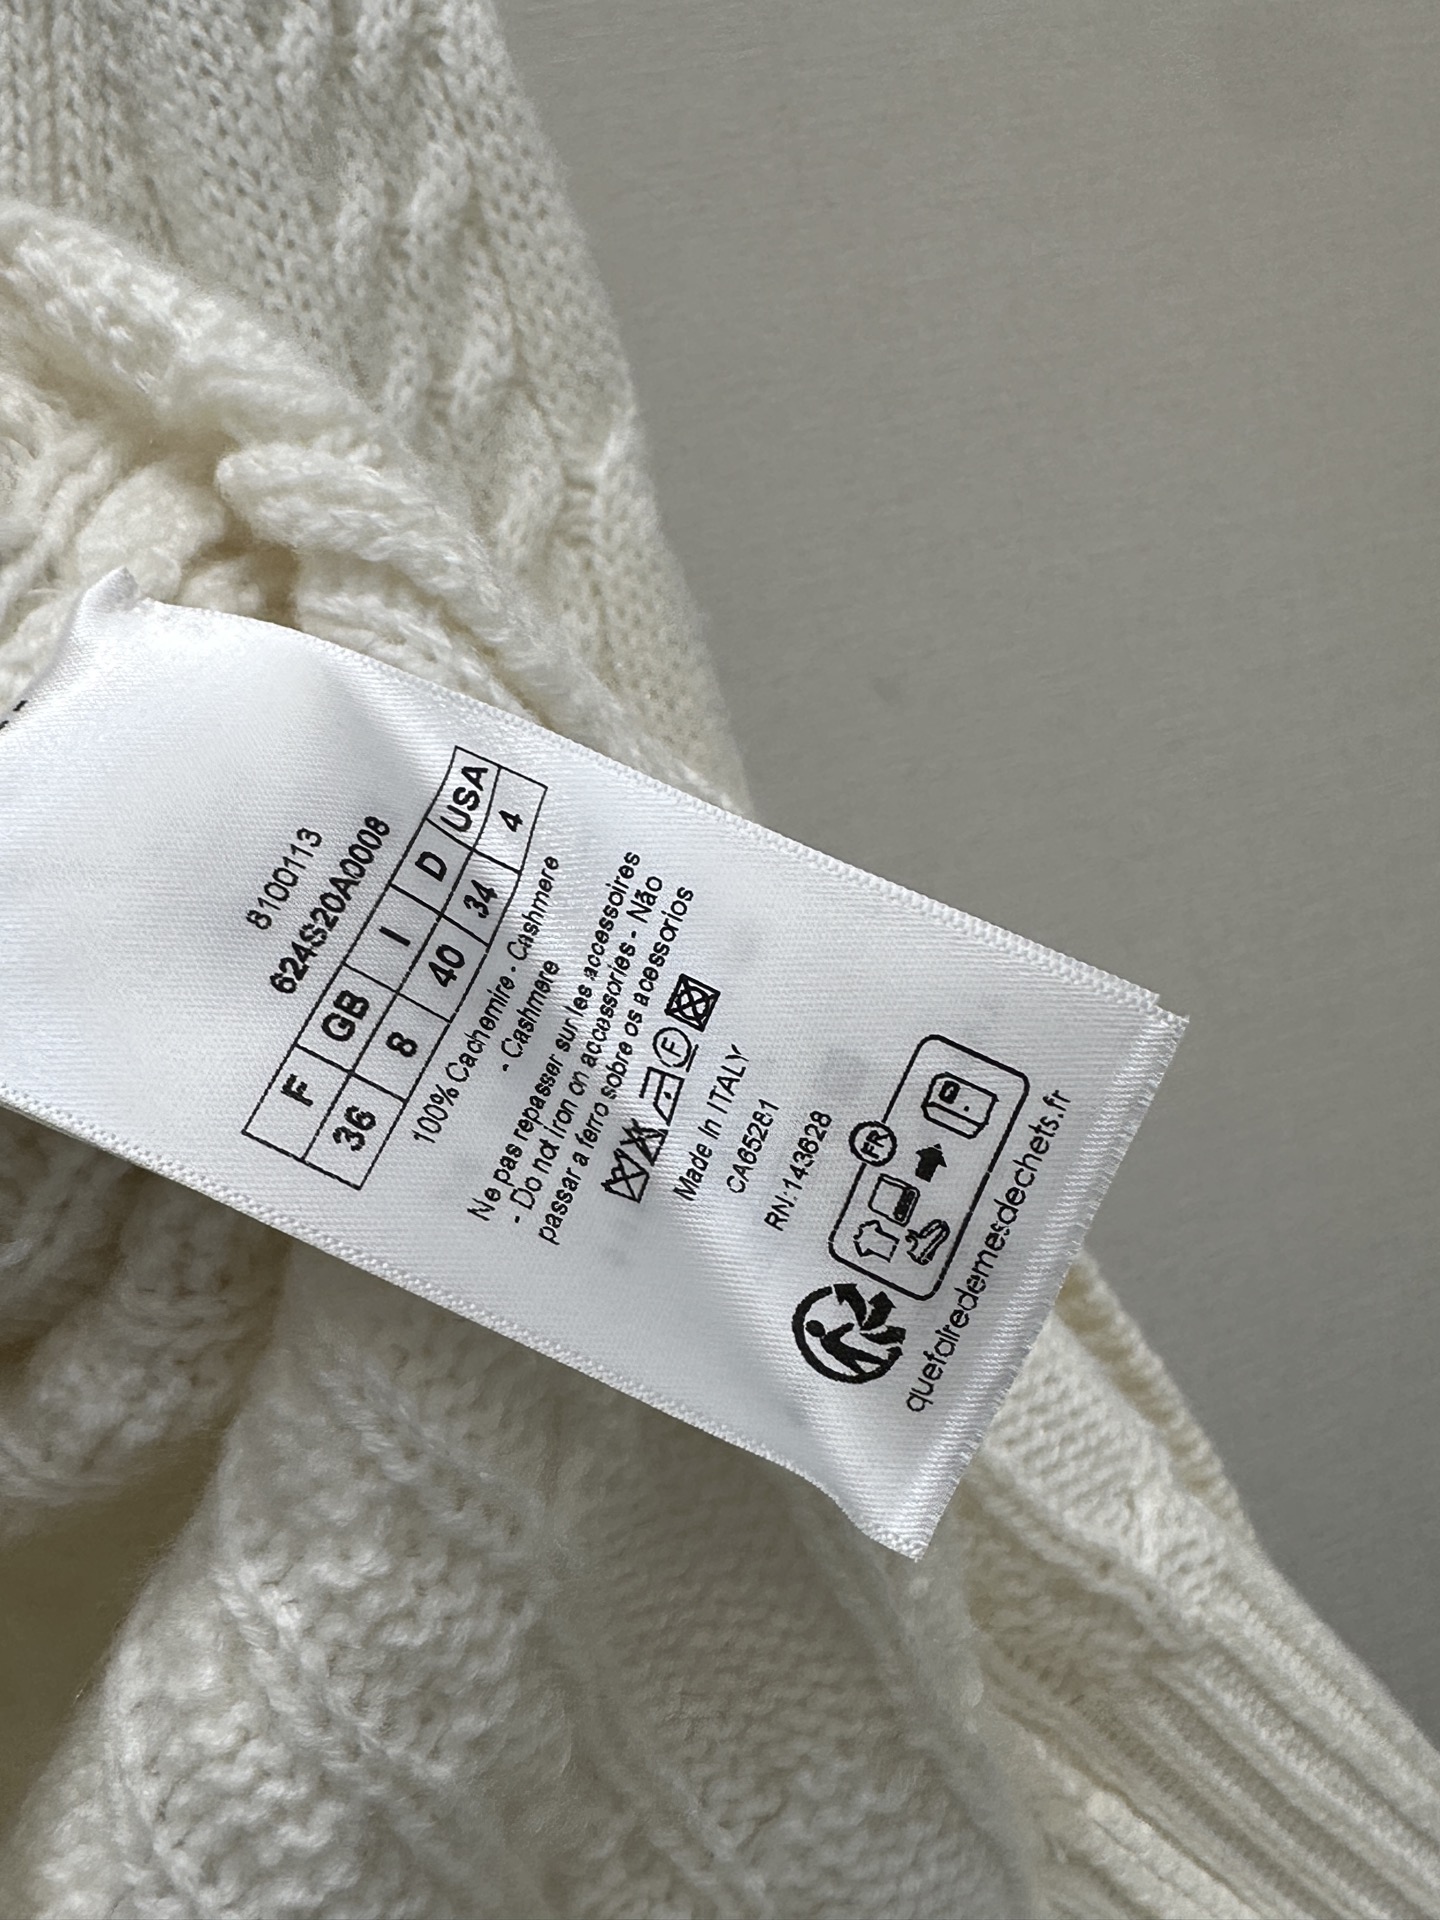 8100113
624S20A0008
F GB I D USA
36 8 40 34 4
100% Cachemire - Cashmere
- Cashmere
Ne pas repasser sur les accessoires
- Do not iron on accessories - Não
passar a ferro sobre os acessorios
F
Made in ITALY
CA65281
RN:143628
FR
quefairedemesdechets.fr